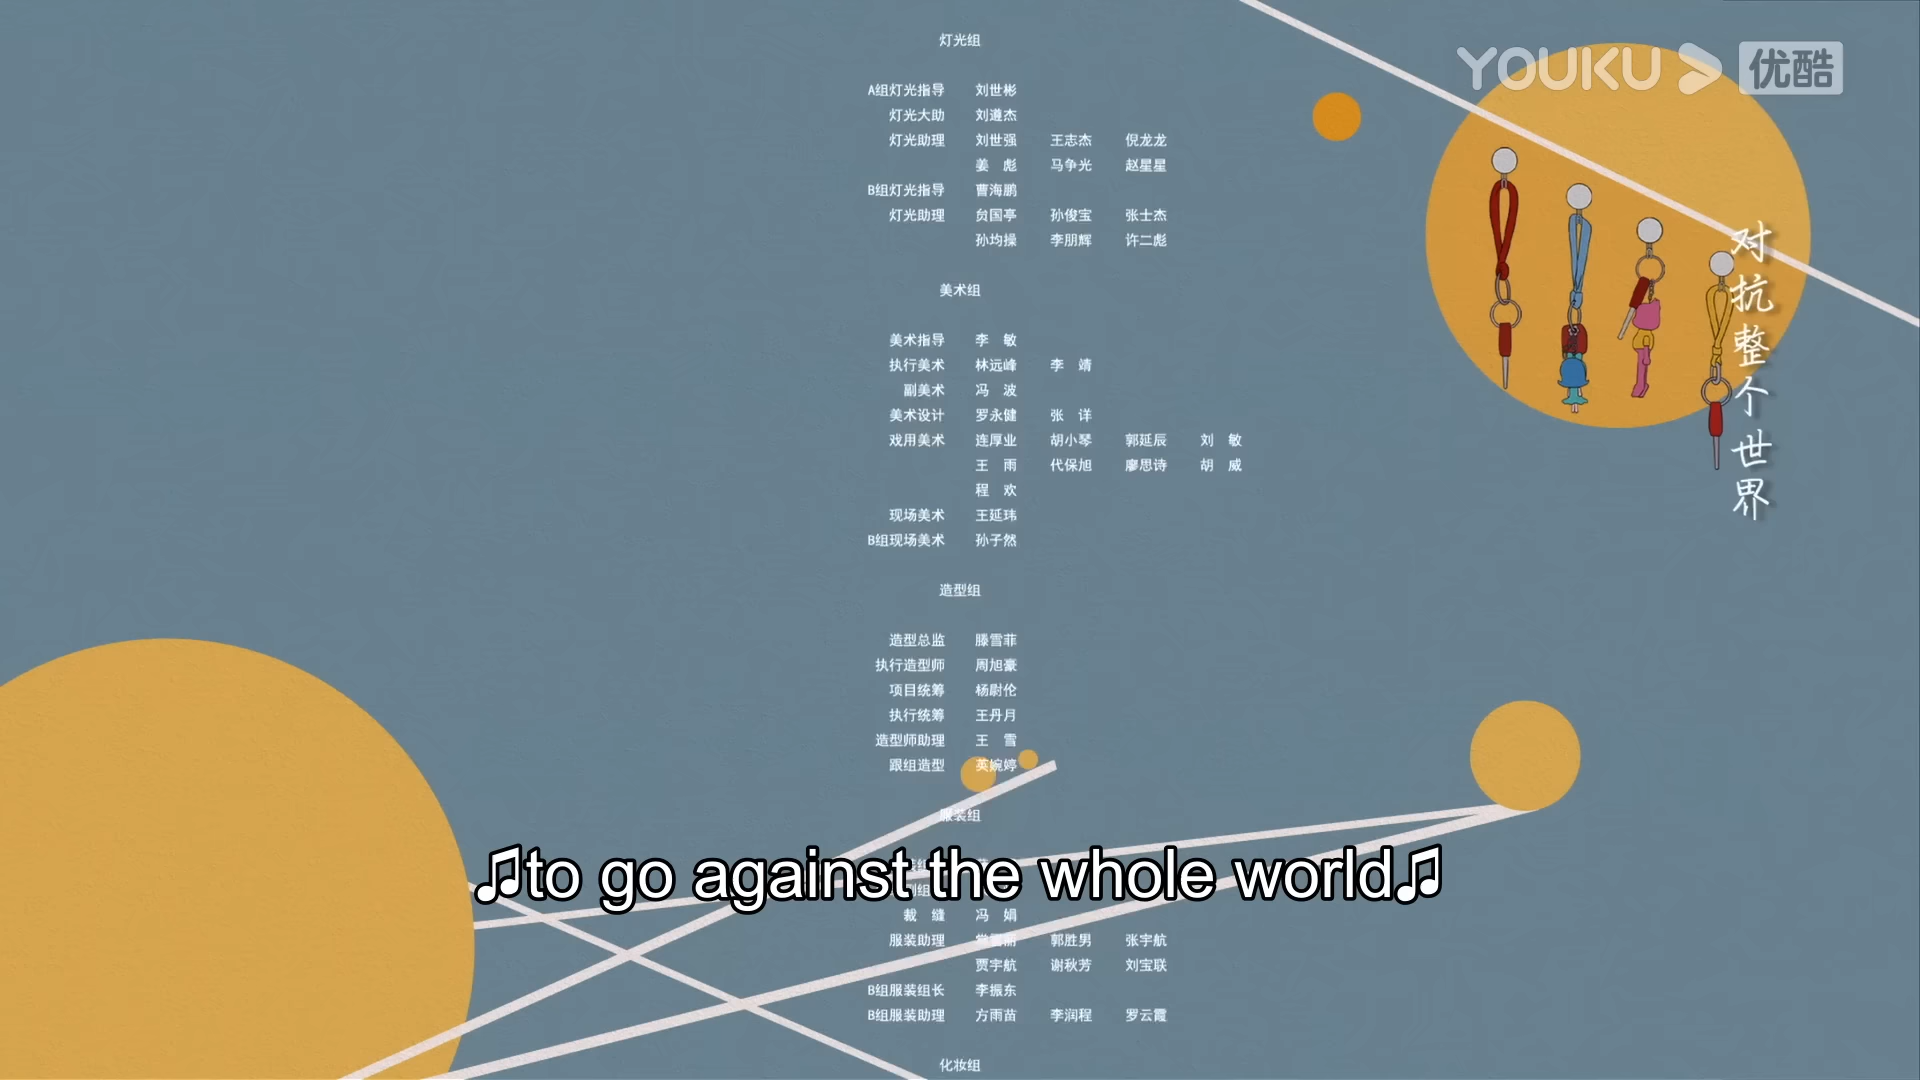 灯光组
A组灯光指导 刘世彬
灯光大助 刘遵杰
灯光助理 刘世强 王志杰 倪龙龙
姜 彪 马争光 赵星星
B组灯光指导 曹海鹏
灯光助理 贠国亭 孙俊宝 张士杰
孙均操 李朋辉 许二彪
美术组
美术指导 李 敏
执行美术 林远峰 李 靖
副美术 冯 波
美术设计 罗永健 张 详
戏用美术 连厚业 胡小琴 郭延辰 刘 敏
王 雨 代保旭 廖思诗 胡 威
程 欢
现场美术 王延玮
B组现场美术 孙子然
造型组
造型总监 滕雪菲
执行造型师 周旭豪
项目统筹 杨尉伦
执行统筹 王丹月
造型师助理 王 雪
跟组造型 英婉婷
服装组
裁 缝 冯 娟
服装助理 郭胜男 张宇航
贾宇航 谢秋芳 刘宝联
B组服装组长 李振东
B组服装助理 方雨苗 李润程 罗云霞
化妆组
YOUKU 优酷
对抗整个世界
♫to go against the whole world♫